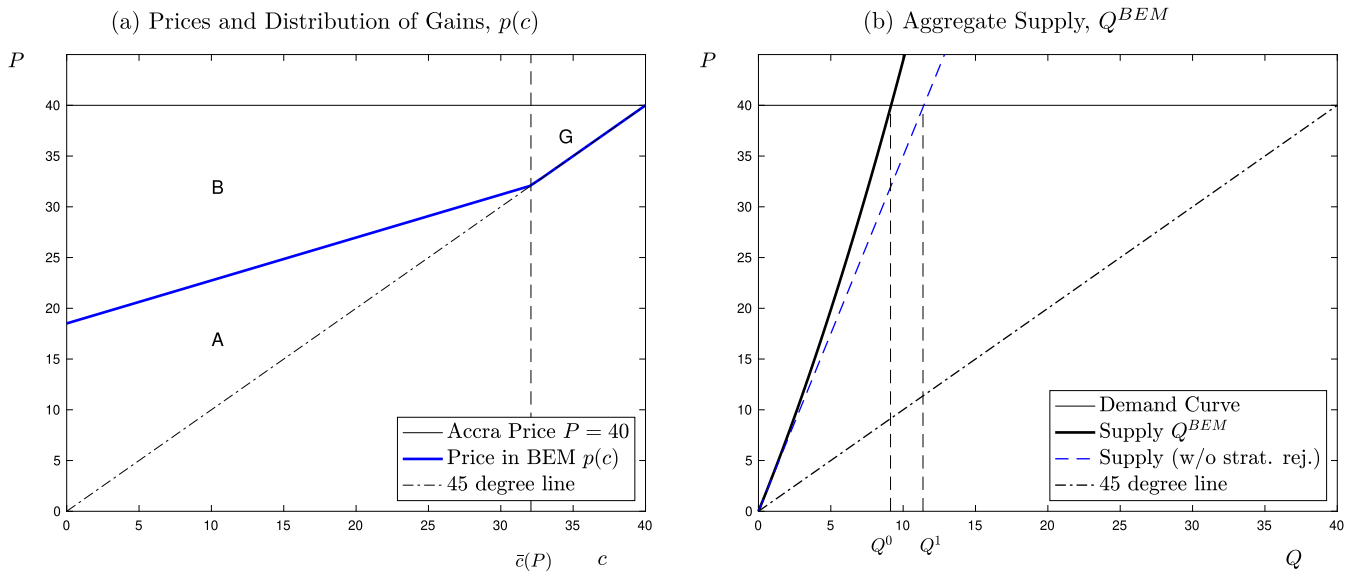 (a) Prices and Distribution of Gains, p(c)
P
40
35
30
25
20
15
10
5
0
B
G
A
Accra Price P = 40
Price in BEM p(c)
45 degree line
0 5 10 15 20 25 30 35 40
c̄(P) c
(b) Aggregate Supply, Q^{BEM}
P
40
35
30
25
20
15
10
5
0
Demand Curve
Supply Q^{BEM}
Supply (w/o strat. rej.)
45 degree line
0 5 10 15 20 25 30 35 40
Q⁰ Q¹ Q